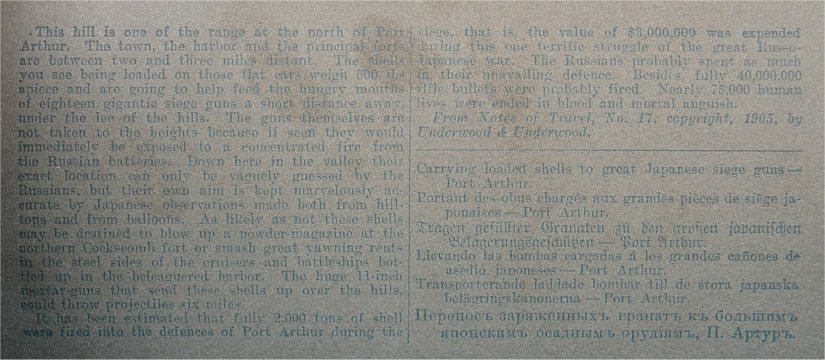 This hill is one of the range at the north of Port
Arthur. The town, the harbor and the principal forts,
are between two and three miles distant. The shells
you see being loaded on those flat cars weigh 500 lbs
apiece and are going to help feed the hungry mouths
of eighteen gigantic siege guns a short distance away,
under the lee of the hills. The guns themselves are
not taken to the heights because if seen they would
immediately be exposed to a concentrated fire from
the Russian batteries. Down here in the valley their
exact location can only be vaguely guessed by the
Russians, but their own aim is kept marvelously ac-
curate by Japanese observations made both from hill-
tops and from balloons. As likely as not these shells
may be destined to blow up a powder-magazine at the
northern Cockscomb fort or smash great yawning rents
in the steel sides of the cruisers and battleships bot-
tled up in the beleaguered harbor. The huge 11-inch
mortar-guns that send these shells up over the hills,
could throw projectiles six miles.
It has been estimated that fully 2,000 tons of shell
were fired into the defences of Port Arthur during the
siege, that is, the value of $3,000,000 was expended
during this one terrific struggle of the great Russo-
Japanese war. The Russians probably spent as much
in their unavailing defence. Besides, fully 40,000,000
rifle bullets were probably fired. Nearly 75,000 human
lives were ended in blood and mortal anguish.
From Notes of Travel, No. 17, copyright, 1905, by
Underwood & Underwood.
Carrying loaded shells to great Japanese siege guns —
Port Arthur.
Portant des obus chargés aux grandes pièces de siège ja-
ponaises — Port Arthur.
Tragen gefüllter Granaten zu den großen japanischen
Belagerungsgeschützen — Port Arthur.
Llevando las bombas cargadas á los grandes cañones de
asedio japoneses — Port Arthur.
Transporterande laddade bombar till de stora japanska
belägringskanonerna — Port Arthur.
Переносъ заряженныхъ гранатъ къ большимъ
японскимъ осаднымъ орудіямъ, П. Артуръ.